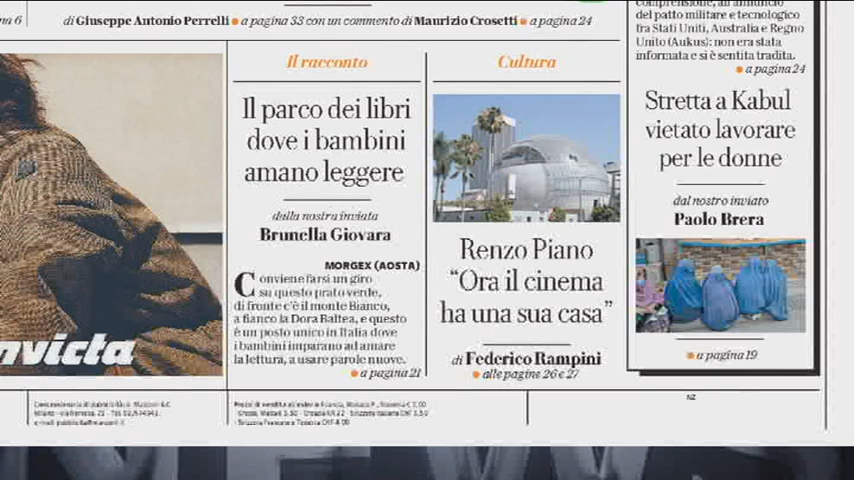 na 6
di Giuseppe Antonio Perrelli ● a pagina 33 con un commento di Maurizio Crosetti ● a pagina 24
comprensione, all'annuncio
del patto militare e tecnologico
fra Stati Uniti, Australia e Regno
Unito (Aukus): non era stata
informata e si è sentita tradita.
● a pagina 24
Il racconto
Il parco dei libri
dove i bambini
amano leggere
dalla nostra inviata
Brunella Giovara
MORGEX (AOSTA)
Conviene farsi un giro
su questo prato verde,
di fronte c'è il monte Bianco,
a fianco la Dora Baltea, e questo
è un posto unico in Italia dove
i bambini imparano ad amare
la lettura, a usare parole nuove.
● a pagina 21
Cultura
Renzo Piano
"Ora il cinema
ha una sua casa"
di Federico Rampini
● alle pagine 26 e 27
Stretta a Kabul
vietato lavorare
per le donne
dal nostro inviato
Paolo Brera
● a pagina 19
nvicta
NZ